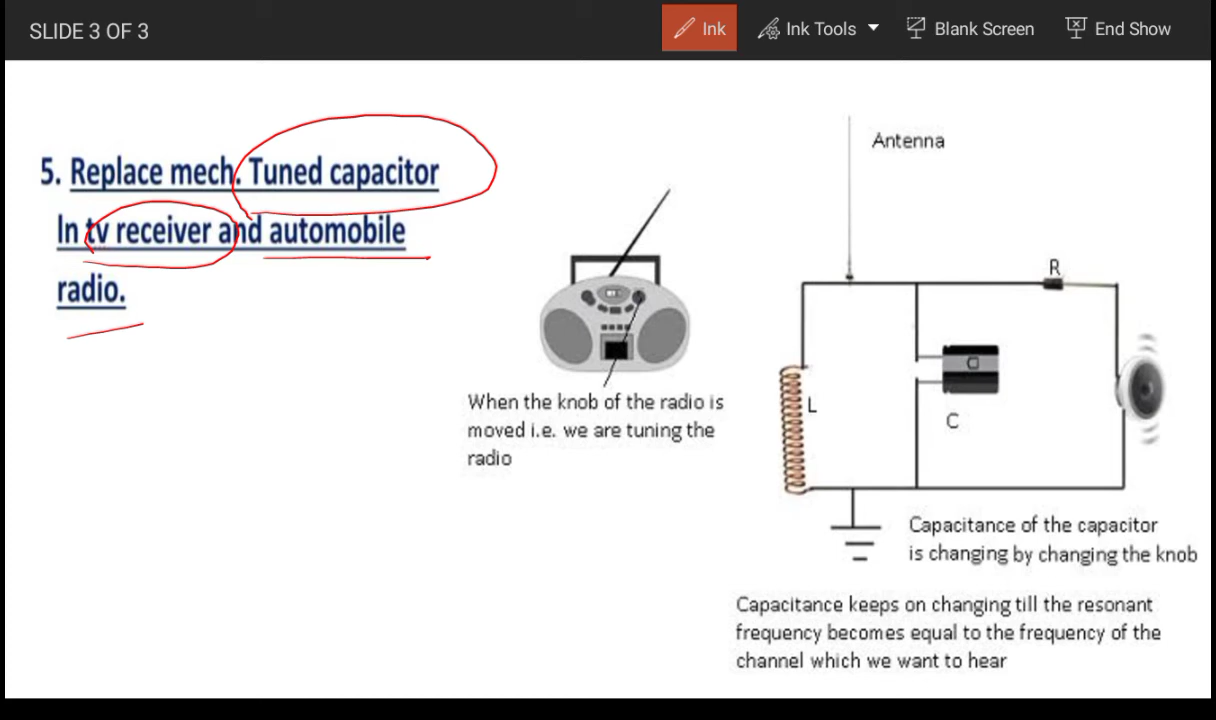 SLIDE 3 OF 3
Ink
Ink Tools
Blank Screen
End Show
5. Replace mech. Tuned capacitor
In tv receiver and automobile
radio.
When the knob of the radio is
moved i.e. we are tuning the
radio
Antenna
R
L
C
Capacitance of the capacitor
is changing by changing the knob
Capacitance keeps on changing till the resonant
frequency becomes equal to the frequency of the
channel which we want to hear